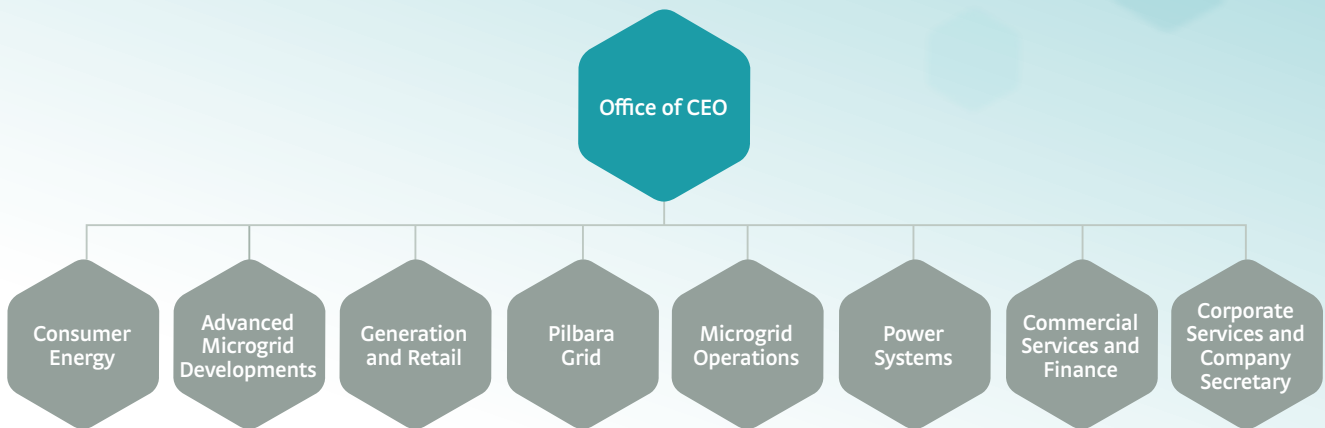 Office of CEO
Consumer
Energy
Advanced
Microgrid
Developments
Generation
and Retail
Pilbara
Grid
Microgrid
Operations
Power
Systems
Commercial
Services and
Finance
Corporate
Services and
Company
Secretary